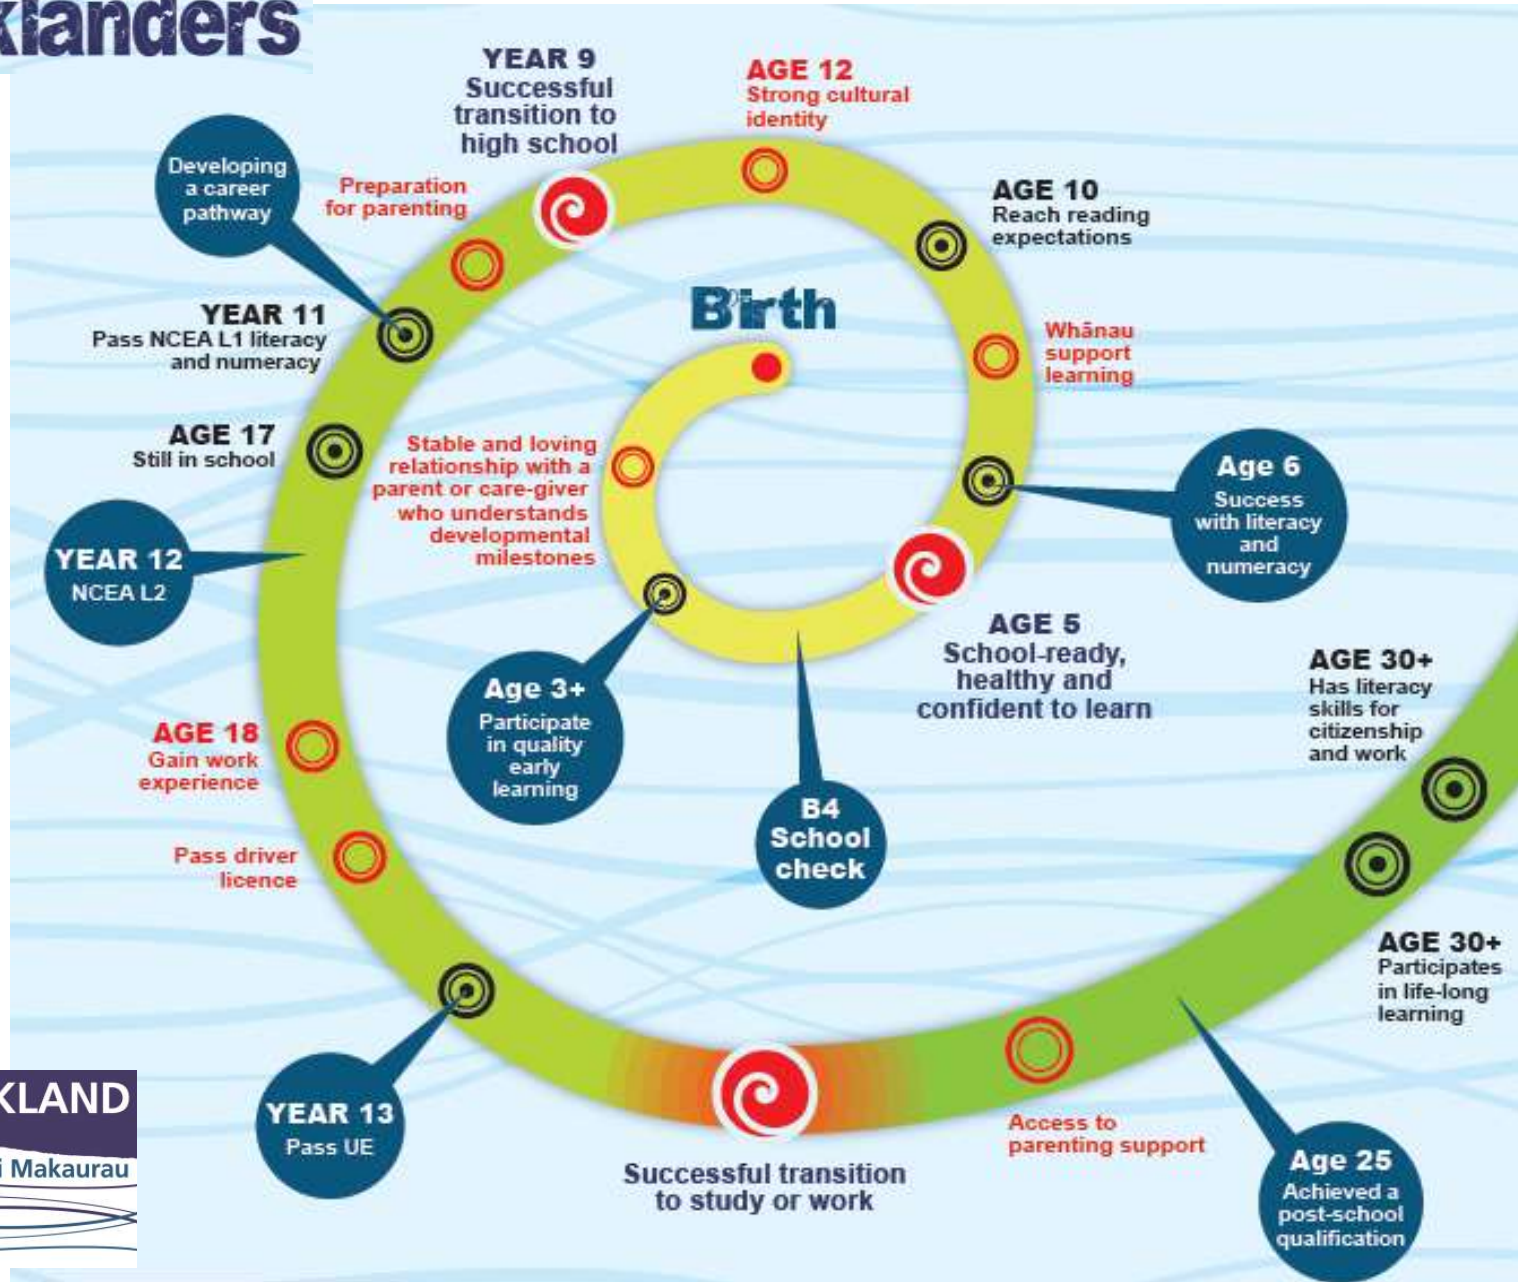 klanders
YEAR 9
Successful
transition to
high school
AGE 12
Strong cultural
identity
Developing
a career
pathway
Preparation
for parenting
AGE 10
Reach reading
expectations
Birth
YEAR 11
Pass NCEA L1 literacy
and numeracy
Whānau
support
learning
AGE 17
Still in school
Stable and loving
relationship with a
parent or care-giver
who understands
developmental
milestones
Age 6
Success
with literacy
and
numeracy
YEAR 12
NCEA L2
AGE 5
School-ready,
healthy and
confident to learn
Age 3+
Participate
in quality
early
learning
AGE 30+
Has literacy
skills for
citizenship
and work
AGE 18
Gain work
experience
B4
School
check
Pass driver
licence
AGE 30+
Participates
in life-long
learning
YEAR 13
Pass UE
Successful transition
to study or work
Access to
parenting support
Age 25
Achieved a
post-school
qualification
KLAND
i Makaurau